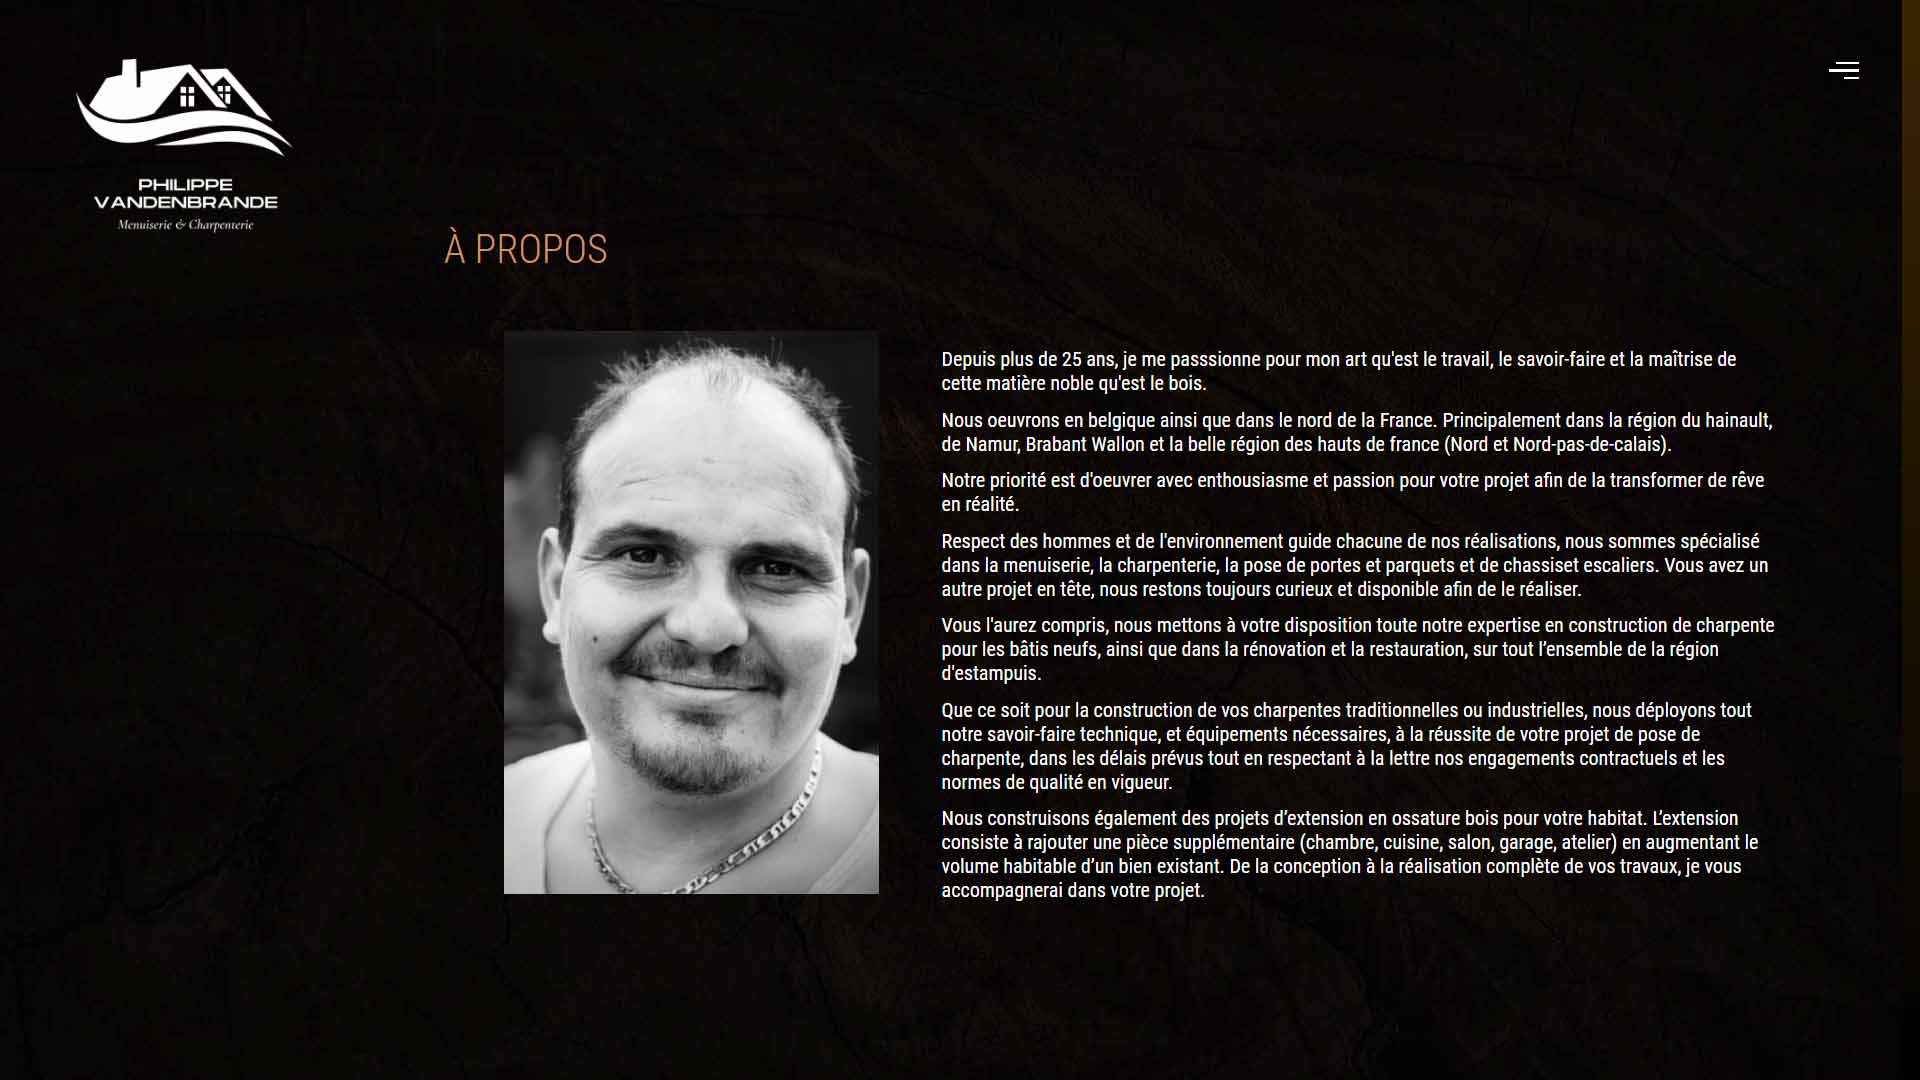 PHILIPPE
VANDENBRANDE
Menuiserie & Charpenterie
À PROPOS
Depuis plus de 25 ans, je me passsionne pour mon art qu'est le travail, le savoir-faire et la maîtrise de
cette matière noble qu'est le bois.
Nous oeuvrons en belgique ainsi que dans le nord de la France. Principalement dans la région du hainault,
de Namur, Brabant Wallon et la belle région des hauts de france (Nord et Nord-pas-de-calais).
Notre priorité est d'oeuvrer avec enthousiasme et passion pour votre projet afin de la transformer de rêve
en réalité.
Respect des hommes et de l'environnement guide chacune de nos réalisations, nous sommes spécialisé
dans la menuiserie, la charpenterie, la pose de portes et parquets et de chassiset escaliers. Vous avez un
autre projet en tête, nous restons toujours curieux et disponible afin de le réaliser.
Vous l'aurez compris, nous mettons à votre disposition toute notre expertise en construction de charpente
pour les bâtis neufs, ainsi que dans la rénovation et la restauration, sur tout l’ensemble de la région
d'estampuis.
Que ce soit pour la construction de vos charpentes traditionnelles ou industrielles, nous déployons tout
notre savoir-faire technique, et équipements nécessaires, à la réussite de votre projet de pose de
charpente, dans les délais prévus tout en respectant à la lettre nos engagements contractuels et les
normes de qualité en vigueur.
Nous construisons également des projets d’extension en ossature bois pour votre habitat. L’extension
consiste à rajouter une pièce supplémentaire (chambre, cuisine, salon, garage, atelier) en augmentant le
volume habitable d’un bien existant. De la conception à la réalisation complète de vos travaux, je vous
accompagnerai dans votre projet.